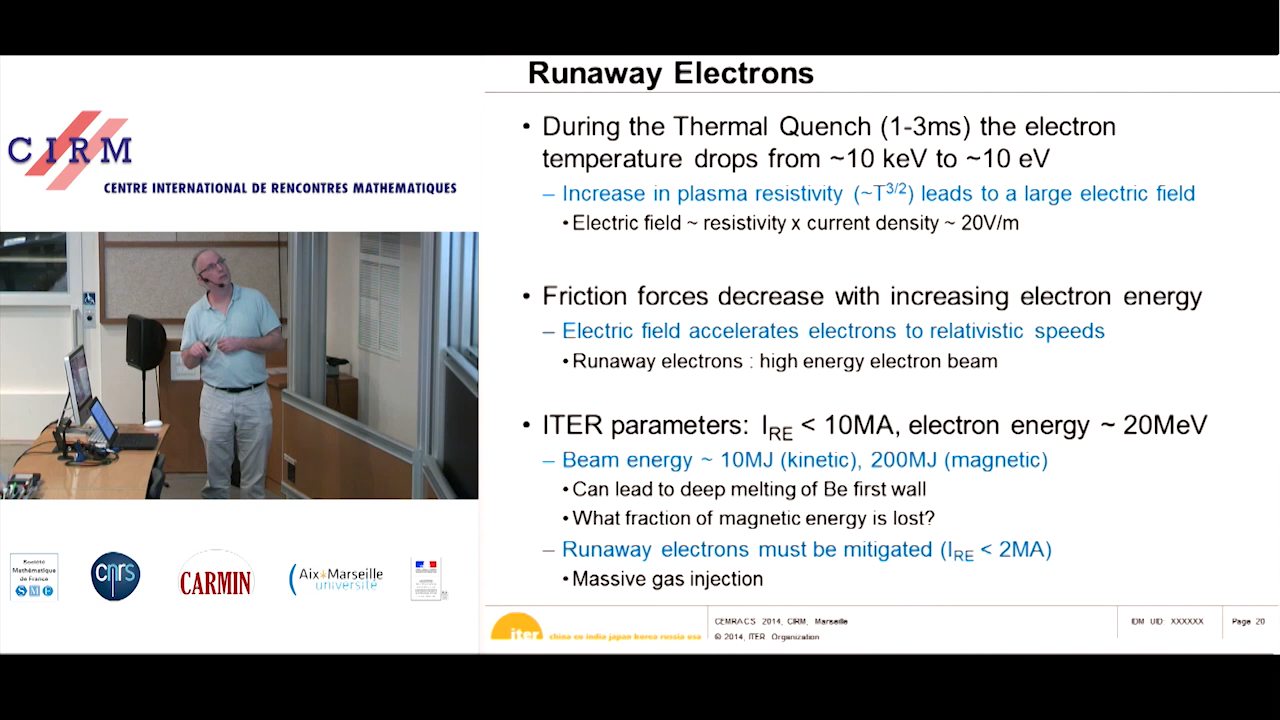 CIRM
CENTRE INTERNATIONAL DE RENCONTRES MATHEMATIQUES
Société
Mathématique
de France
S M F
cnrs
CARMIN
Aix*Marseille
université
Runaway Electrons
• During the Thermal Quench (1-3ms) the electron
temperature drops from ~10 keV to ~10 eV
– Increase in plasma resistivity (~T3/2) leads to a large electric field
• Electric field ~ resistivity x current density ~ 20V/m
• Friction forces decrease with increasing electron energy
– Electric field accelerates electrons to relativistic speeds
• Runaway electrons : high energy electron beam
• ITER parameters: IRE < 10MA, electron energy ~ 20MeV
– Beam energy ~ 10MJ (kinetic), 200MJ (magnetic)
• Can lead to deep melting of Be first wall
• What fraction of magnetic energy is lost?
– Runaway electrons must be mitigated (IRE < 2MA)
• Massive gas injection
iter china eu india japan korea russia usa
CEMRACS 2014, CIRM, Marseille
© 2014, ITER Organization
IDM UID: XXXXXX
Page 20